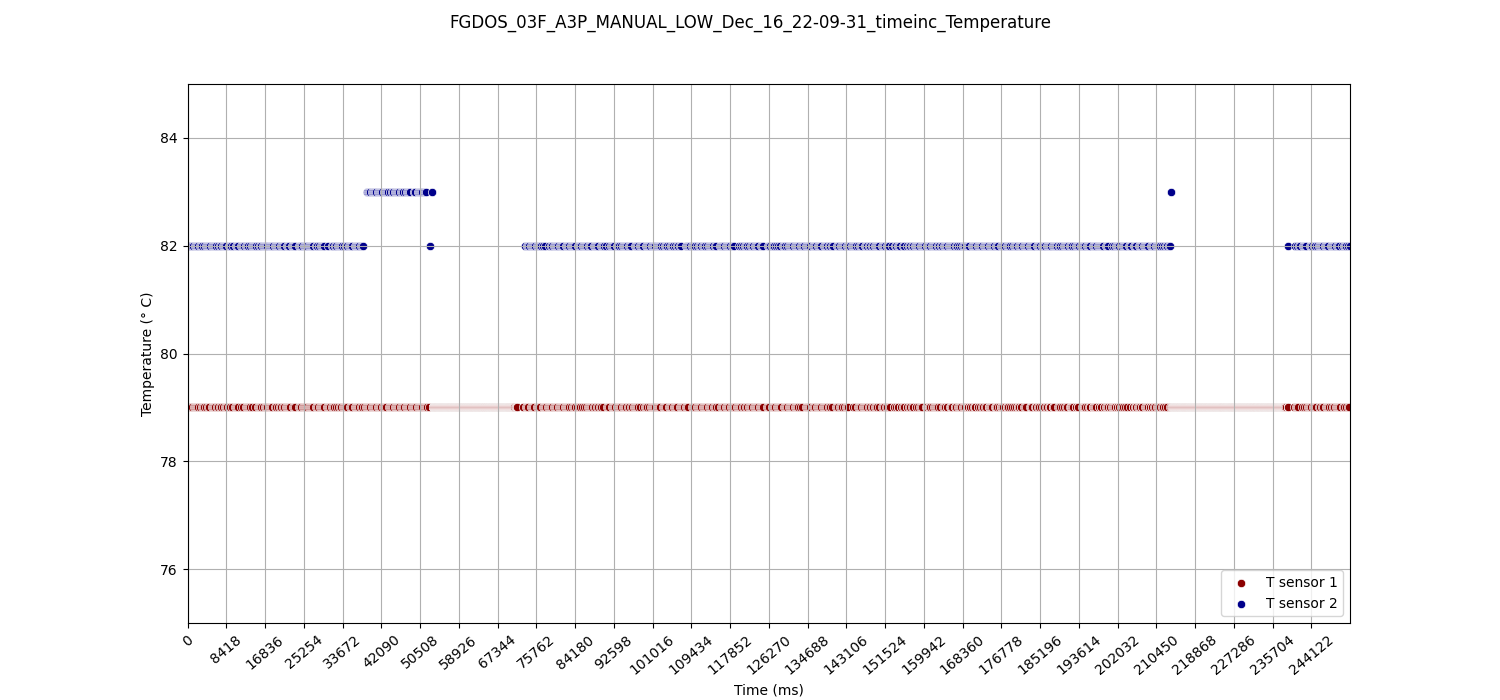 FGDOS_03F_A3P_MANUAL_LOW_Dec_16_22-09-31_timeinc_Temperature
84
82
80
78
76
Temperature (° C)
T sensor 1
T sensor 2
0 8418 16836 25254 33672 42090 50508 58926 67344 75762 84180 92598 101016 109434 117852 126270 134688 143106 151524 159942 168360 176778 185196 193614 202032 210450 218868 227286 235704 244122
Time (ms)